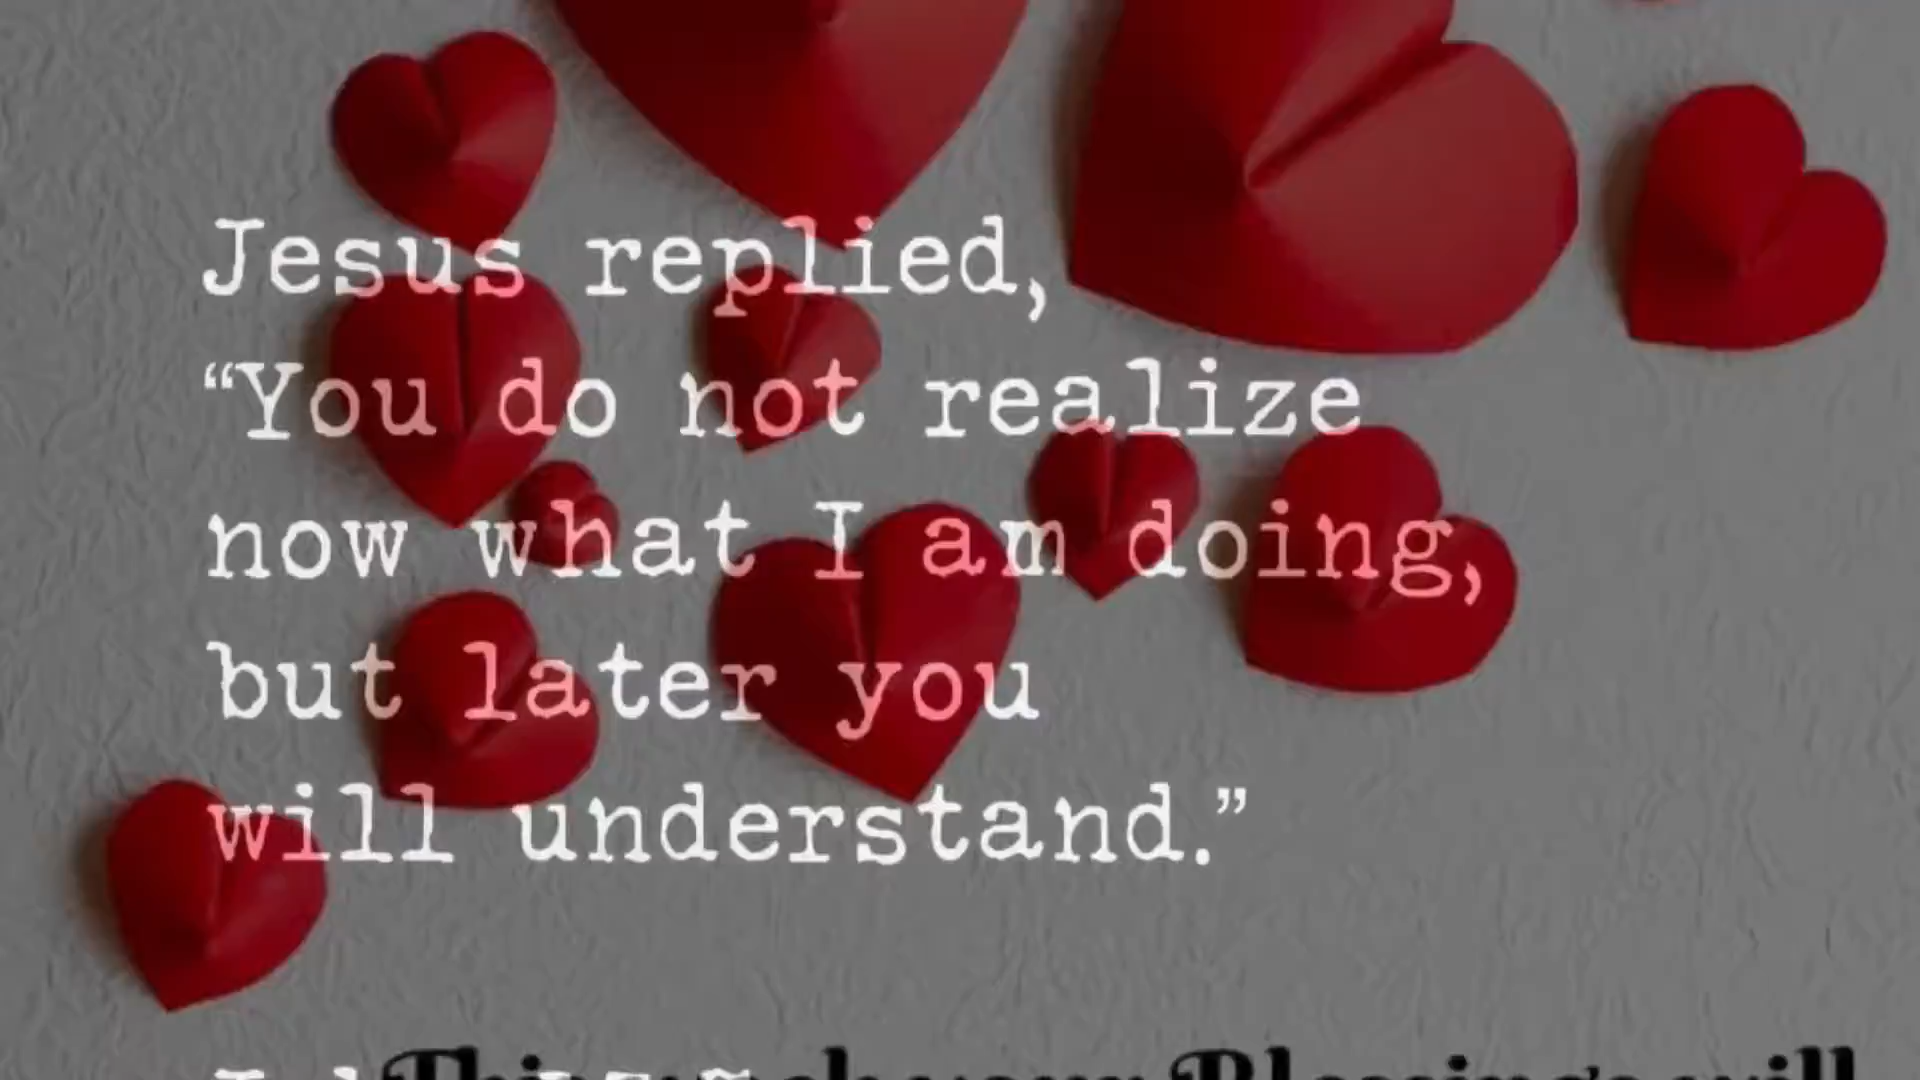 Jesus replied,
“You do not realize
now what I am doing,
but later you
will understand.”